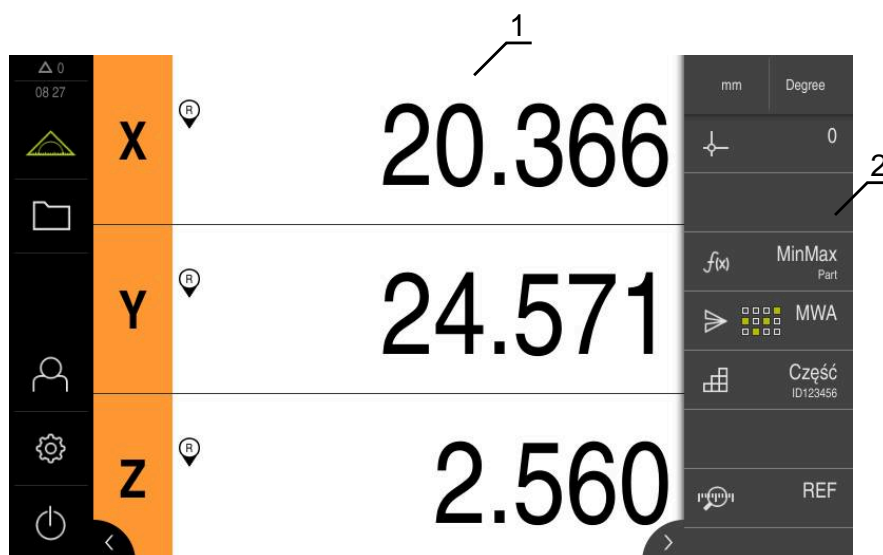 1
0
08 27
X
R
20.366
mm
Degree
0
2
Y
R
24.571
f(x)
MinMax
Part
MWA
Część
ID123456
Z
R
2.560
REF